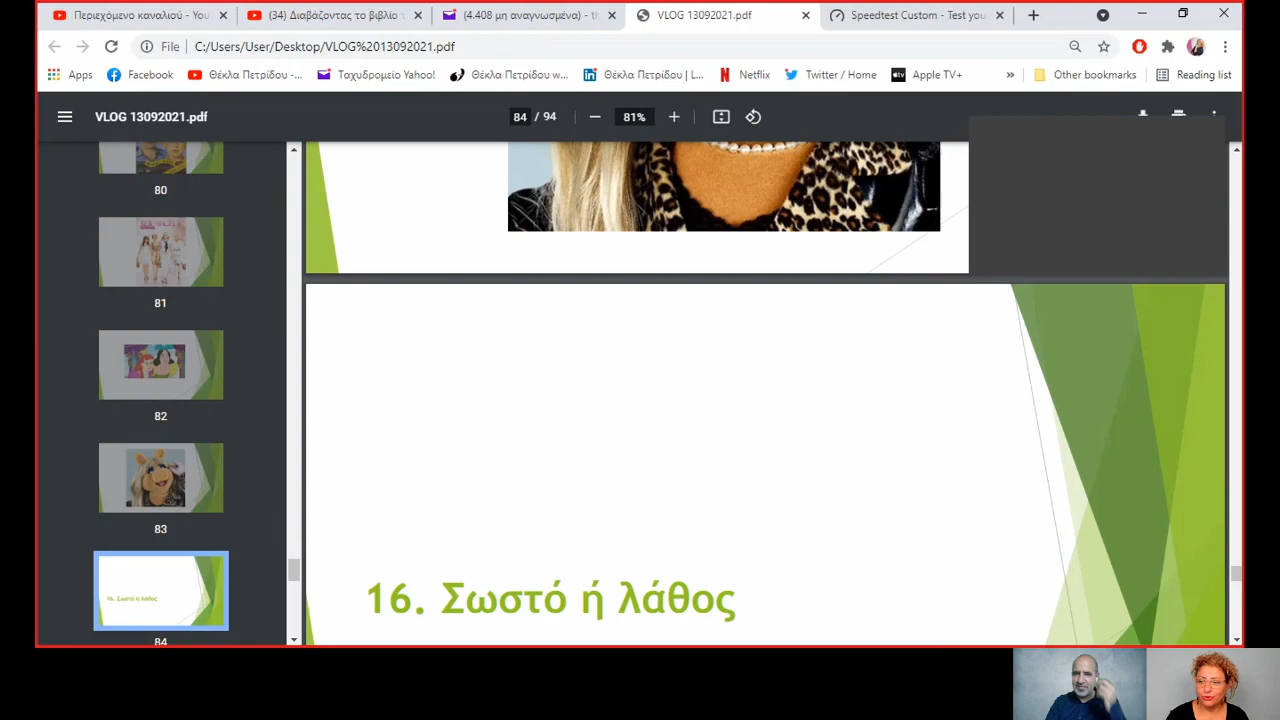 Περιεχόμενο καναλιού - You
(34) Διαβάζοντας το βιβλίο τ
(4.408 μη αναγνωσμένα) - th
VLOG 13092021.pdf
Speedtest Custom - Test you
File
C:/Users/User/Desktop/VLOG%2013092021.pdf
Apps
Facebook
Θέκλα Πετρίδου -...
Ταχυδρομείο Yahoo!
Θέκλα Πετρίδου w...
Θέκλα Πετρίδου | L...
Netflix
Twitter / Home
Apple TV+
»
Other bookmarks
Reading list
VLOG 13092021.pdf
84 / 94
81%
80
81
82
83
16. Σωστό ή λάθος
84
16. Σωστό ή λάθος